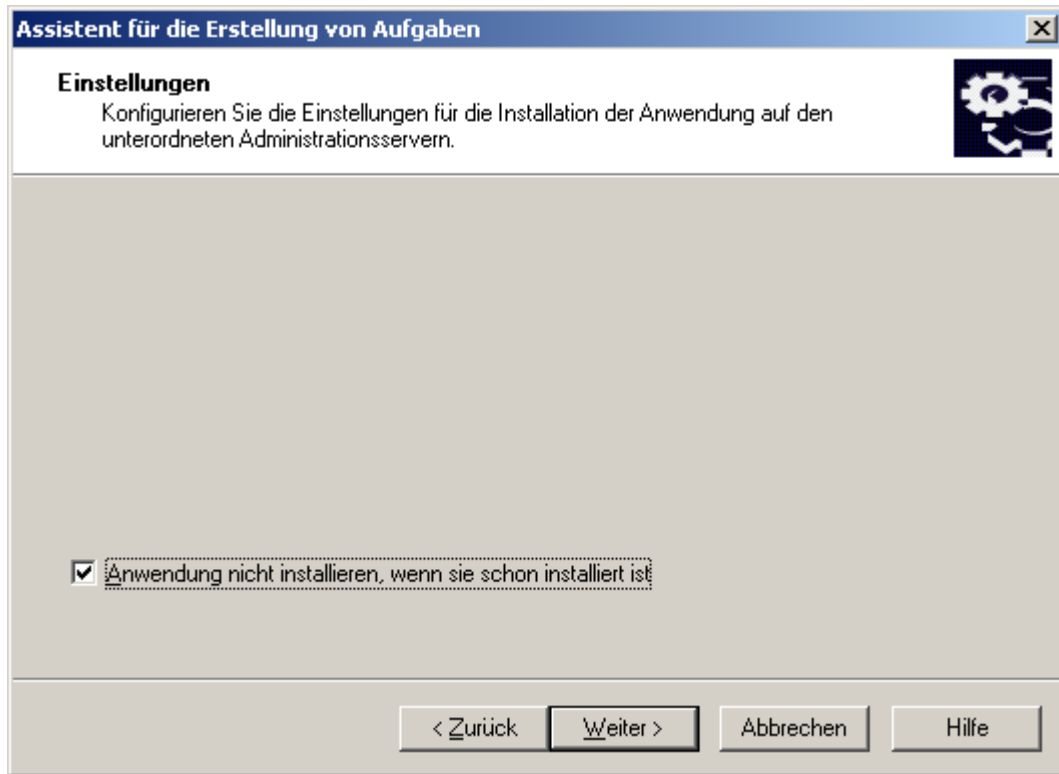 Assistent für die Erstellung von Aufgaben
Einstellungen
Konfigurieren Sie die Einstellungen für die Installation der Anwendung auf den
unterordneten Administrationsservern.
Anwendung nicht installieren, wenn sie schon installiert ist
< Zurück Weiter > Abbrechen Hilfe